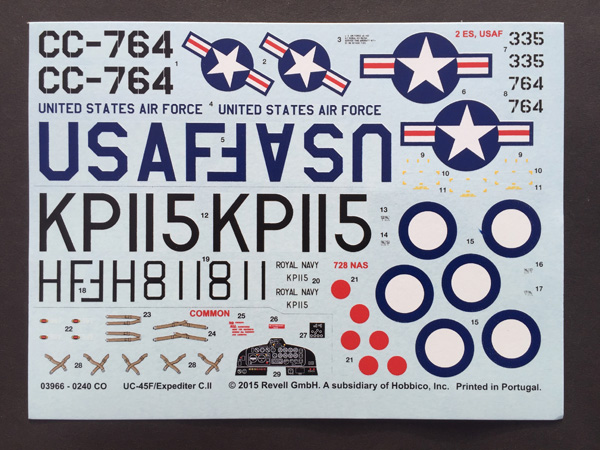 CC-764
CC-764
1
2
3
2 ES, USAF
335
335
764
764
6
7
8
UNITED STATES AIR FORCE
4
UNITED STATES AIR FORCE
USAF
5
USAF
9
9
10
10
11
11
KP115
12
KP115
13
14
15
15
16
17
HF
18
H811811
19
ROYAL NAVY
KP115
20
ROYAL NAVY
KP115
728 NAS
21
21
22
22
23
24
COMMON
25
26
27
28
28
29
03966 - 0240 CO
UC-45F/Expediter C.II
© 2015 Revell GmbH. A subsidiary of Hobbico, Inc. Printed in Portugal.